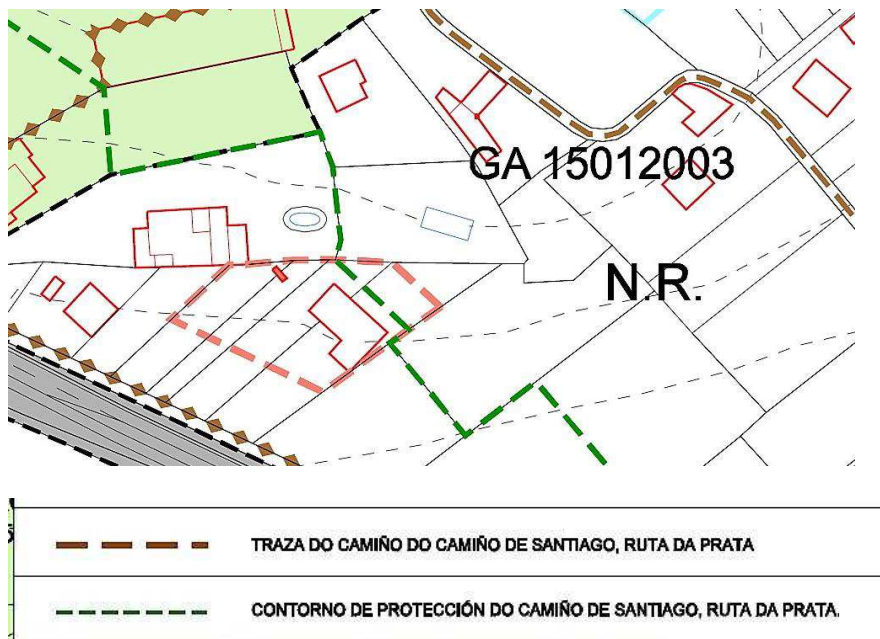 GA 15012003
N.R.
TRAZA DO CAMIÑO DO CAMIÑO DE SANTIAGO, RUTA DA PRATA
CONTORNO DE PROTECCIÓN DO CAMIÑO DE SANTIAGO, RUTA DA PRATA.